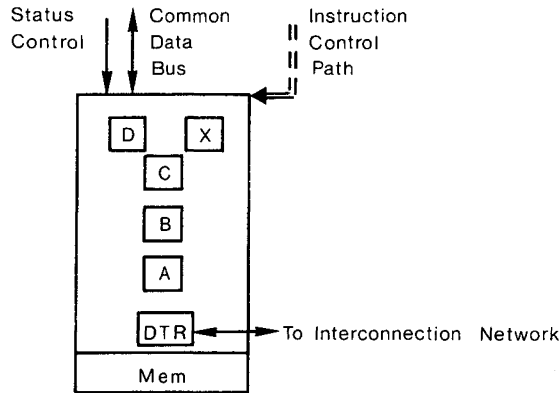 Status
Control
Common
Data
Bus
Instruction
Control
Path
D
X
C
B
A
DTR
To Interconnection Network
Mem